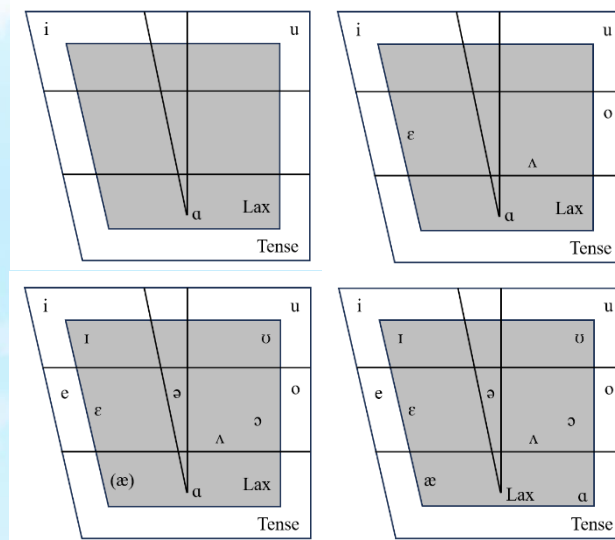 i u
ɑ Lax
Tense
i u
o
ɛ
ʌ
ɑ Lax
Tense
i u
ɪ ʊ
e ə o
ɛ ɔ
ʌ
(æ) ɑ Lax
Tense
i u
ɪ ʊ
e ə o
ɛ ɔ
ʌ
æ Lax ɑ
Tense